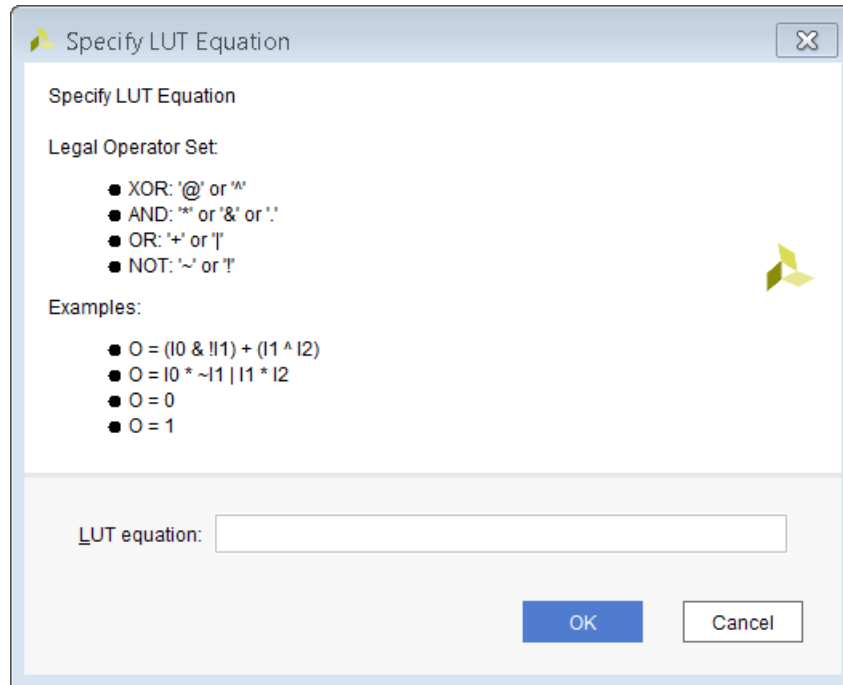 Specify LUT Equation
Specify LUT Equation
Legal Operator Set:
● XOR: '@' or '^'
● AND: '*' or '&' or '.'
● OR: '+' or '|'
● NOT: '~' or '!'
Examples:
● O = (I0 & !I1) + (I1 ^ I2)
● O = I0 * ~I1 | I1 * I2
● O = 0
● O = 1
LUT equation:
OK Cancel